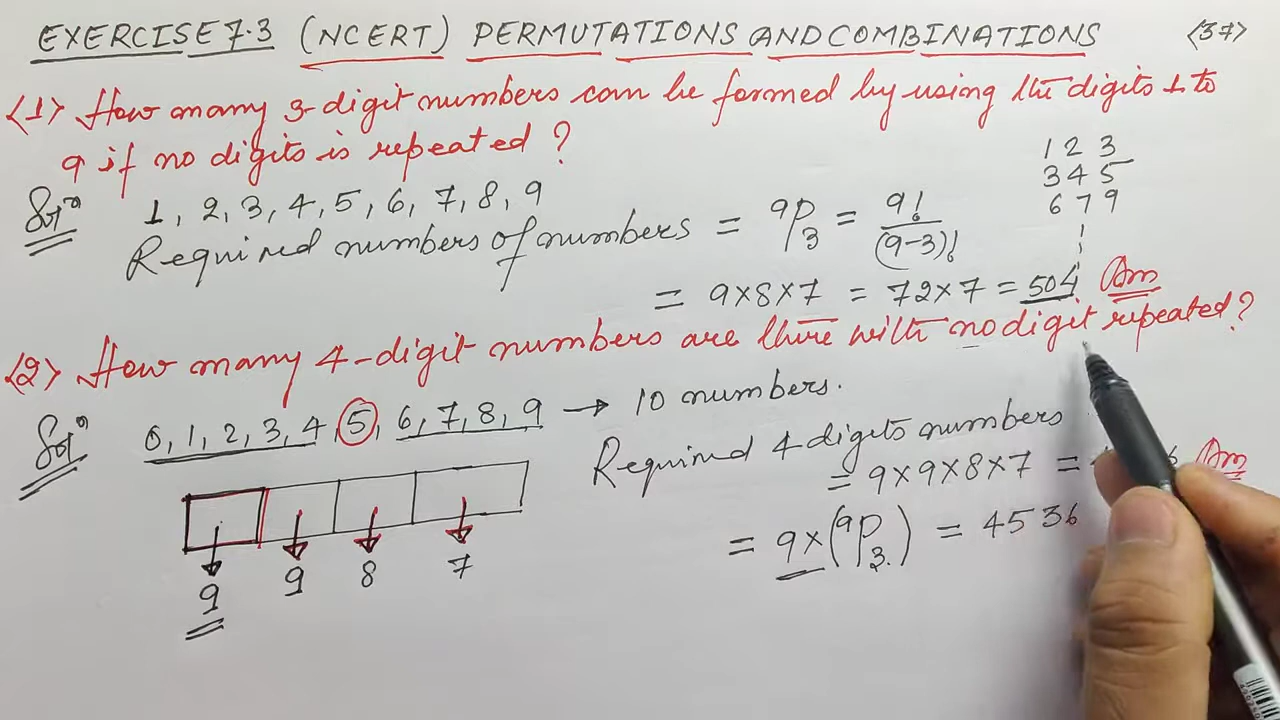 EXERCISE 7.3 (NCERT) PERMUTATIONS AND COMBINATIONS <37>
<1> How many 3-digit numbers can be formed by using the digits 1 to
9 if no digits is repeated?
1 2 3
3 4 5
6 7 9
Solⁿ 1, 2, 3, 4, 5, 6, 7, 8, 9
Required numbers of numbers = ⁹P₃ = 9!/(9-3)!
= 9×8×7 = 72×7 = 504 Ans
<2> How many 4-digit numbers are there with no digit repeated?
Solⁿ 0, 1, 2, 3, 4, 5, 6, 7, 8, 9 → 10 numbers.
Required 4 digits numbers
= 9×9×8×7 = Ans
= 9×(⁹P₃) = 4536
9 9 8 7